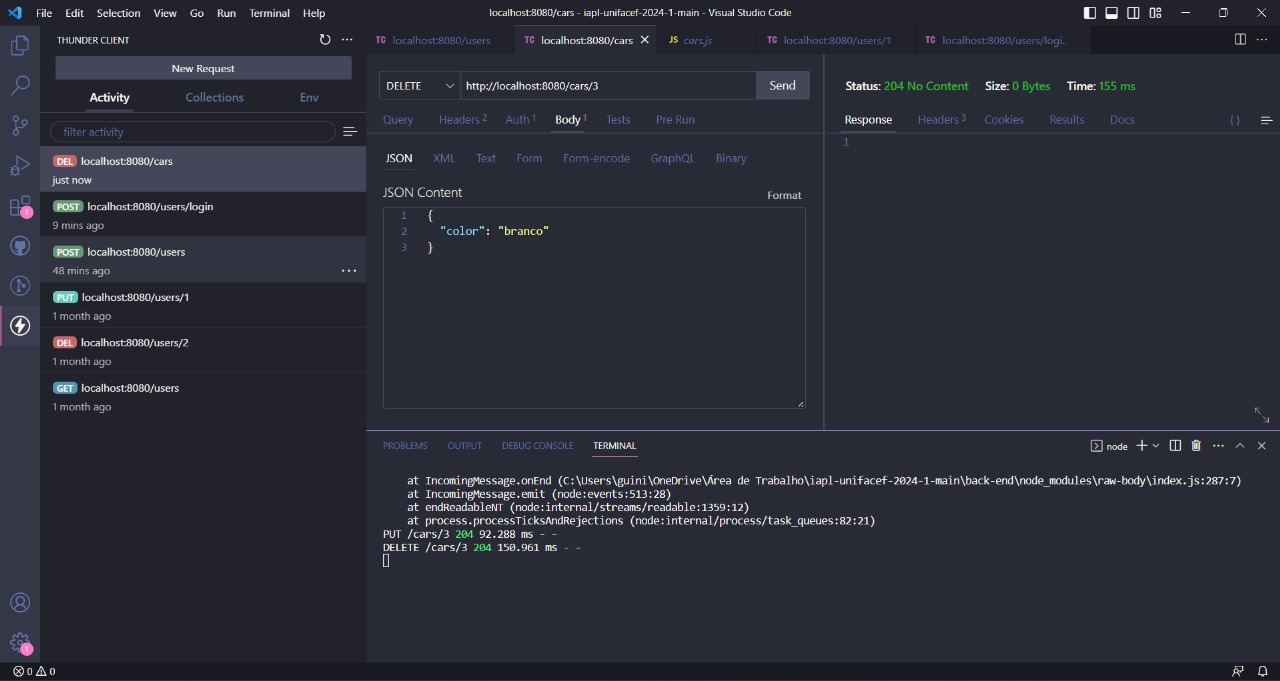 File Edit Selection View Go Run Terminal Help
localhost:8080/cars - iapl-unifacef-2024-1-main - Visual Studio Code
THUNDER CLIENT
New Request
Activity Collections Env
filter activity
DEL localhost:8080/cars
just now
POST localhost:8080/users/login
9 mins ago
POST localhost:8080/users
48 mins ago
PUT localhost:8080/users/1
1 month ago
DEL localhost:8080/users/2
1 month ago
GET localhost:8080/users
1 month ago
1
1
TC localhost:8080/users
TC localhost:8080/cars
JS cars.js
TC localhost:8080/users/1
TC localhost:8080/users/logi..
DELETE http://localhost:8080/cars/3 Send
Query Headers 2 Auth 1 Body 1 Tests Pre Run
JSON XML Text Form Form-encode GraphQL Binary
JSON Content Format
1 {
2 "color": "branco"
3 }
Status: 204 No Content Size: 0 Bytes Time: 155 ms
Response Headers 3 Cookies Results Docs { }
1
PROBLEMS OUTPUT DEBUG CONSOLE TERMINAL node
at IncomingMessage.onEnd (C:\Users\guini\OneDrive\Área de Trabalho\iapl-unifacef-2024-1-main\back-end\node_modules\raw-body\index.js:287:7)
at IncomingMessage.emit (node:events:513:28)
at endReadableNT (node:internal/streams/readable:1359:12)
at process.processTicksAndRejections (node:internal/process/task_queues:82:21)
PUT /cars/3 204 92.288 ms - -
DELETE /cars/3 204 150.961 ms - -
0 0